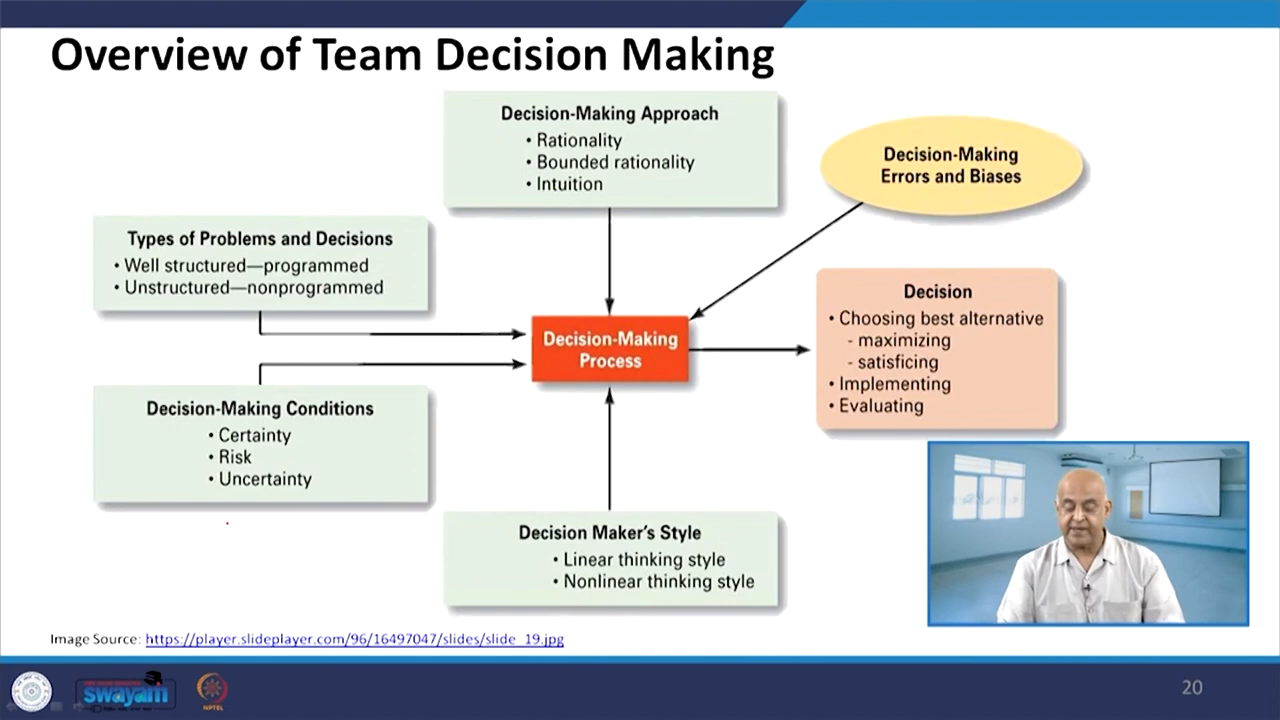 Overview of Team Decision Making
Decision-Making Approach
• Rationality
• Bounded rationality
• Intuition
Decision-Making
Errors and Biases
Types of Problems and Decisions
• Well structured—programmed
• Unstructured—nonprogrammed
Decision-Making
Process
Decision
• Choosing best alternative
- maximizing
- satisficing
• Implementing
• Evaluating
Decision-Making Conditions
• Certainty
• Risk
• Uncertainty
Decision Maker's Style
• Linear thinking style
• Nonlinear thinking style
Image Source: https://player.slideplayer.com/96/16497047/slides/slide_19.jpg
swayam
NPTEL
20